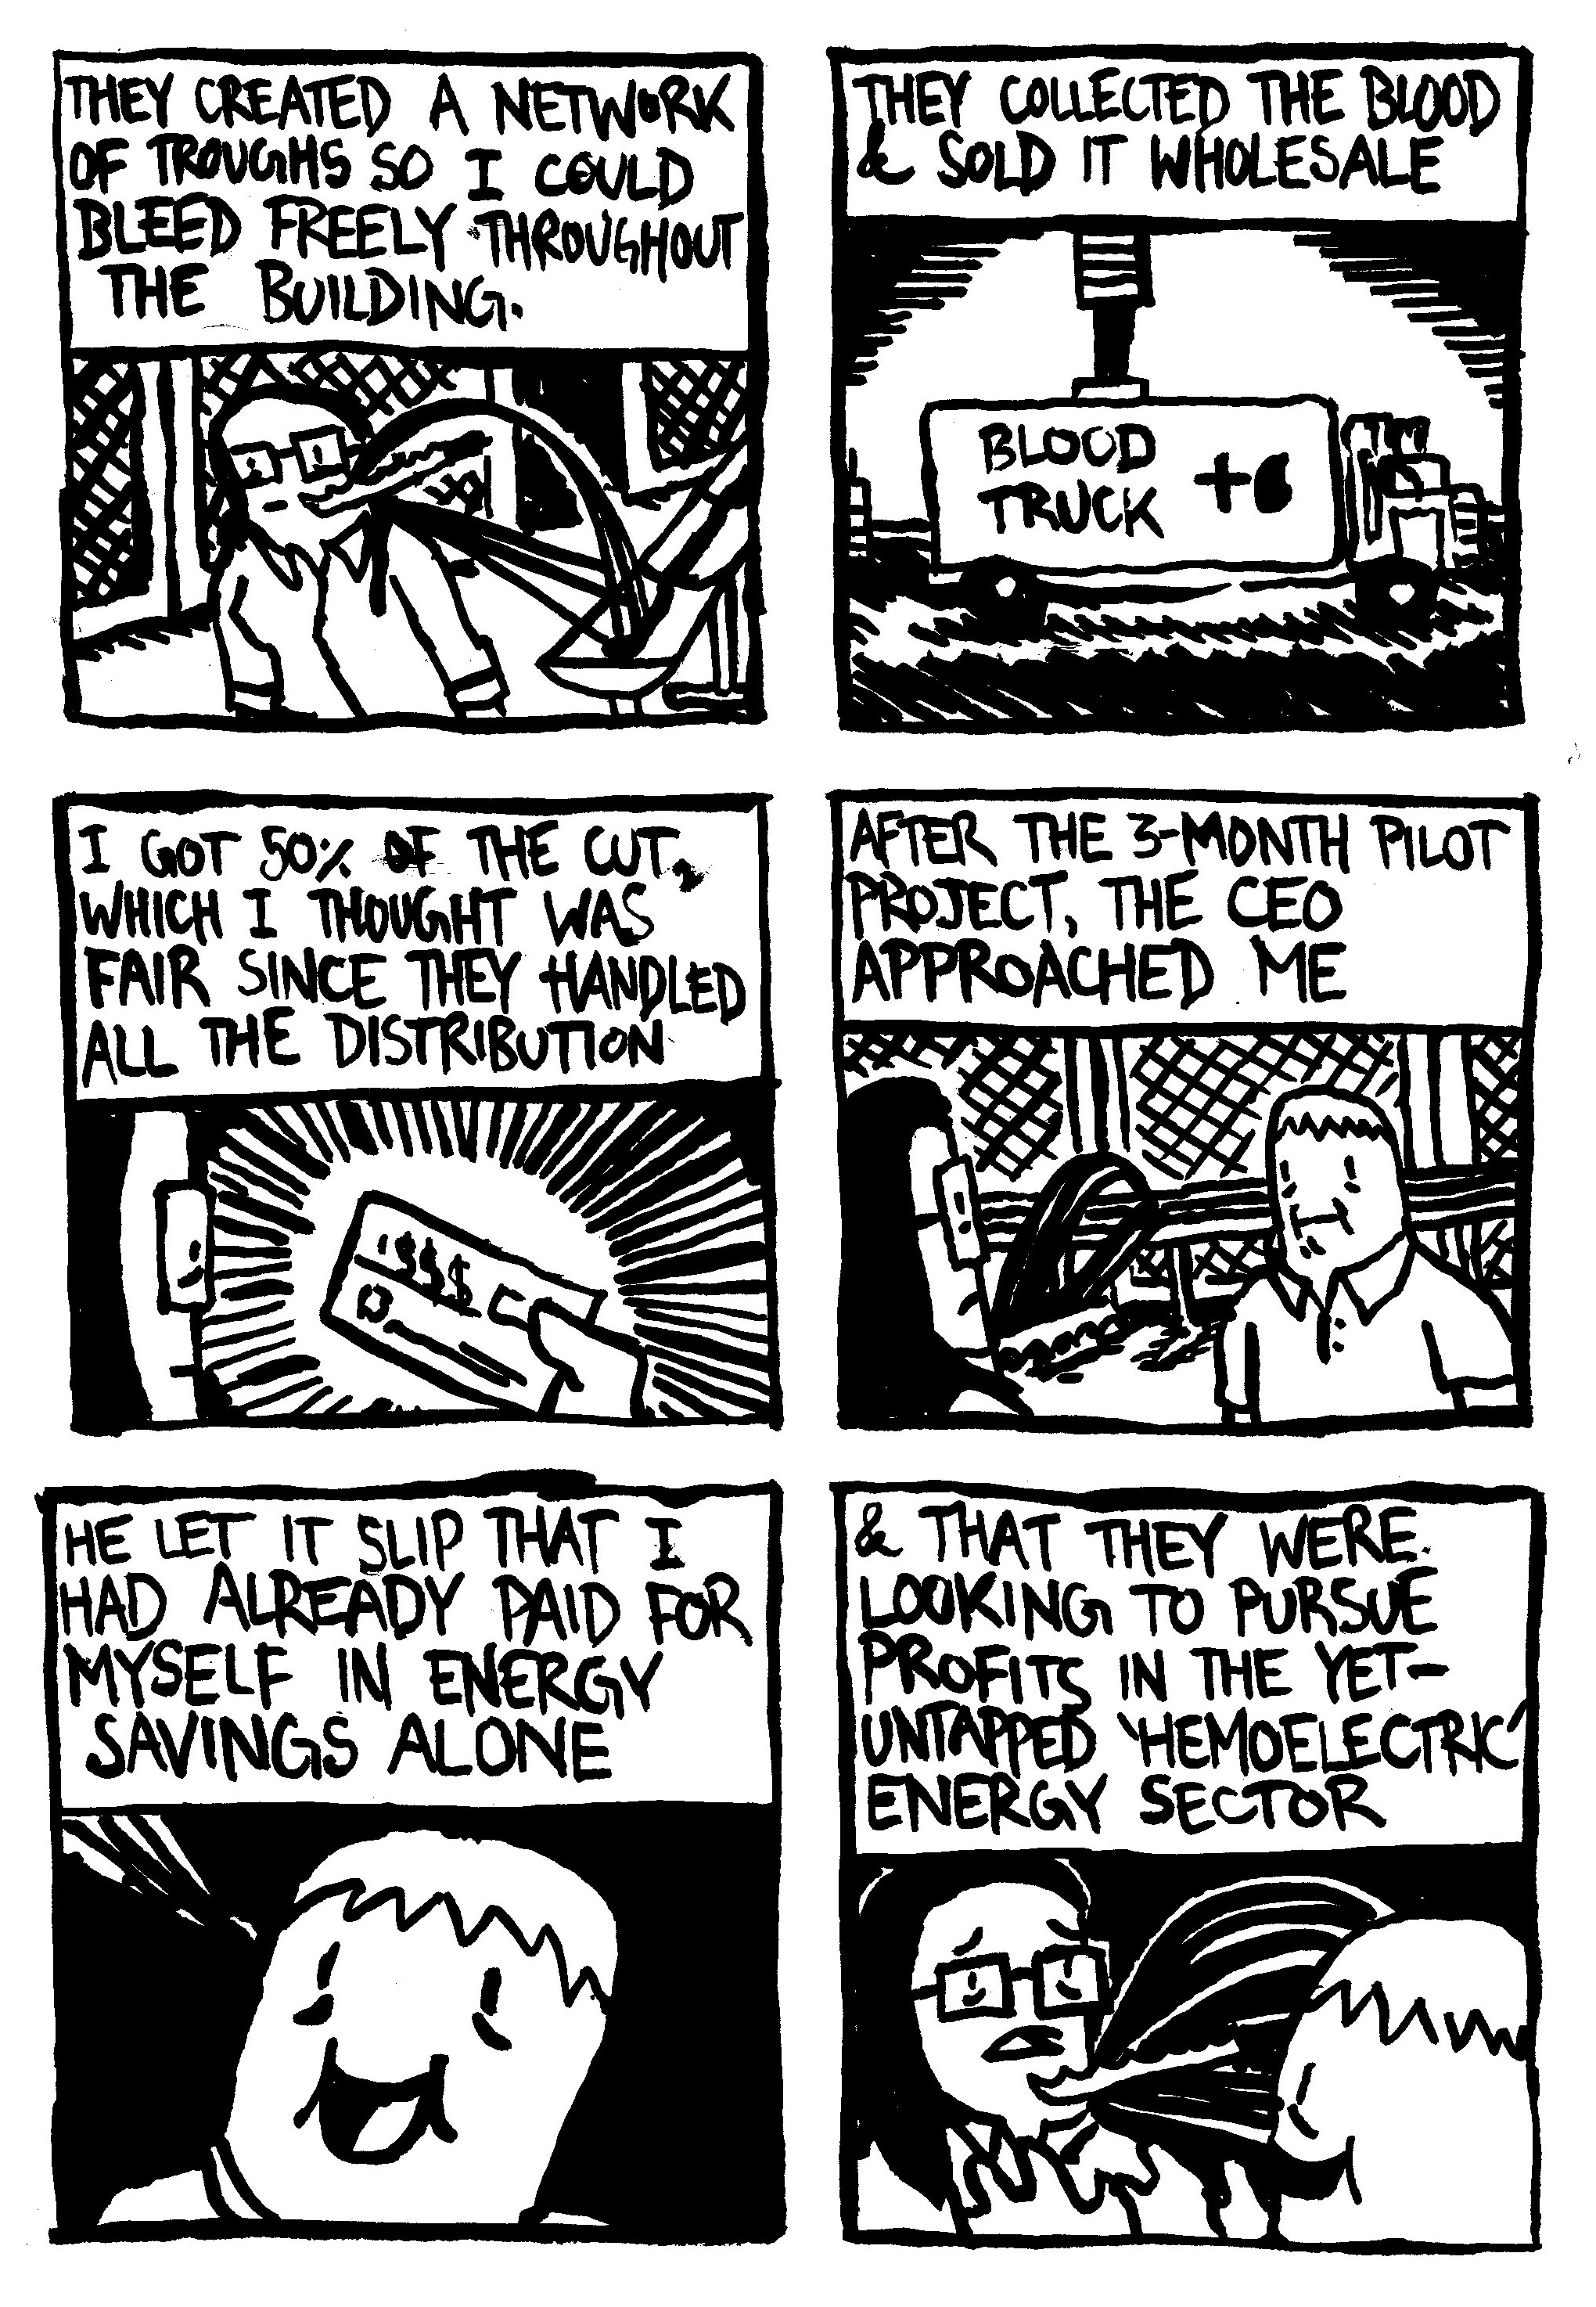 THEY CREATED A NETWORK
OF TROUGHS SO I COULD
BLEED FREELY THROUGHOUT
THE BUILDING.
THEY COLLECTED THE BLOOD
& SOLD IT WHOLESALE
BLOOD
TRUCK +
I GOT 50% OF THE CUT,
WHICH I THOUGHT WAS
FAIR SINCE THEY HANDLED
ALL THE DISTRIBUTION
$$$
AFTER THE 3-MONTH PILOT
PROJECT, THE CEO
APPROACHED ME
HE LET IT SLIP THAT I
HAD ALREADY PAID FOR
MYSELF IN ENERGY
SAVINGS ALONE
& THAT THEY WERE
LOOKING TO PURSUE
PROFITS IN THE YET-
UNTAPPED 'HEMOELECTRIC'
ENERGY SECTOR